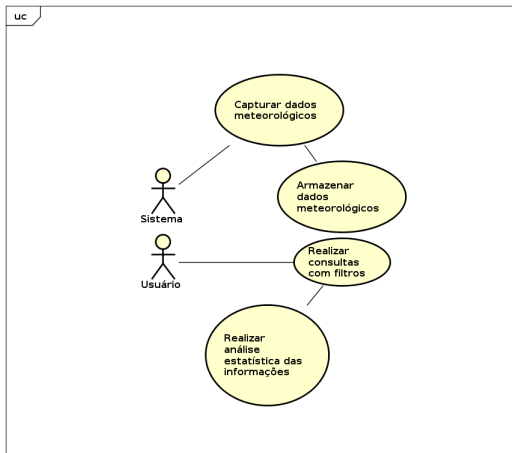 uc
Capturar dados
meteorológicos
Armazenar
dados
meteorológicos
Sistema
Realizar
consultas
com filtros
Usuário
Realizar
análise
estatística das
informações